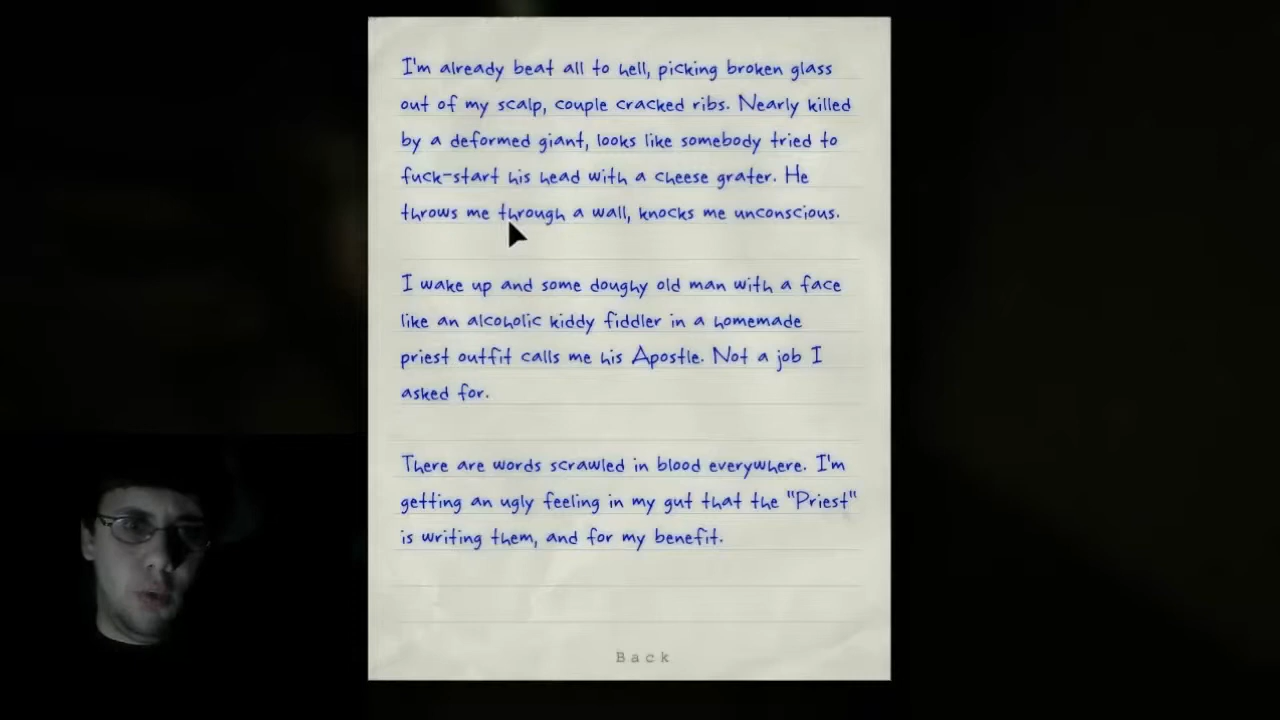 I'm already beat all to hell, picking broken glass
out of my scalp, couple cracked ribs. Nearly killed
by a deformed giant, looks like somebody tried to
fuck-start his head with a cheese grater. He
throws me through a wall, knocks me unconscious.
I wake up and some doughy old man with a face
like an alcoholic kiddy fiddler in a homemade
priest outfit calls me his Apostle. Not a job I
asked for.
There are words scrawled in blood everywhere. I'm
getting an ugly feeling in my gut that the "Priest"
is writing them, and for my benefit.
Back